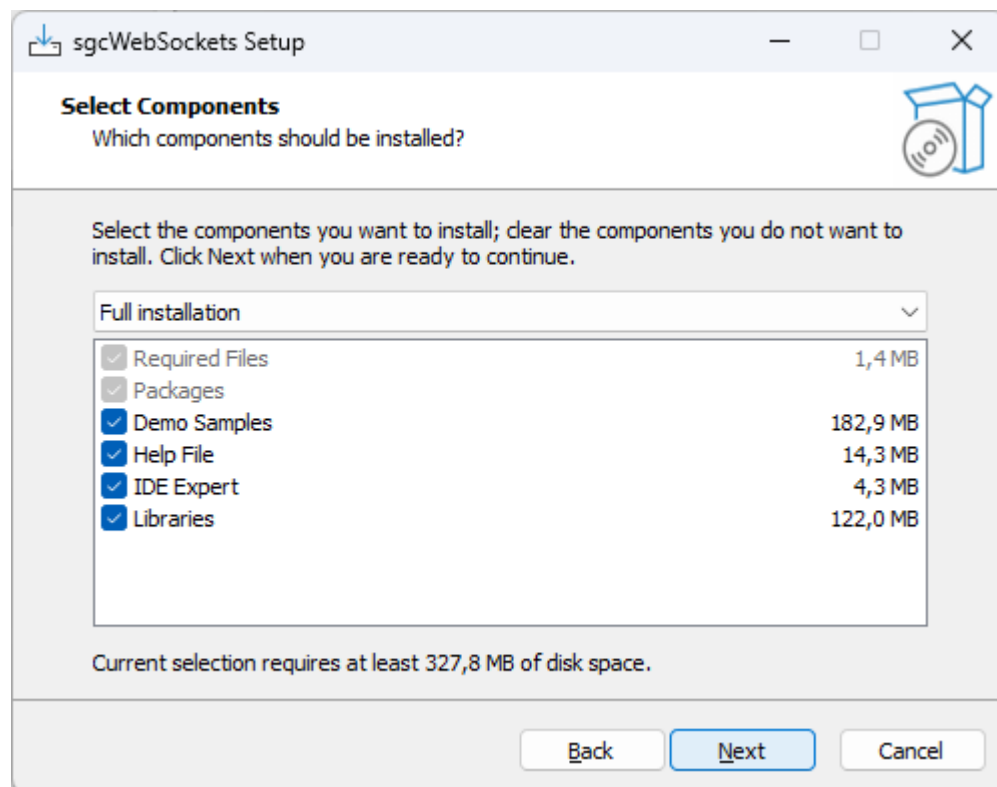 sgcWebSockets Setup
Select Components
Which components should be installed?
Select the components you want to install; clear the components you do not want to
install. Click Next when you are ready to continue.
Full installation
Required Files 1,4 MB
Packages
Demo Samples 182,9 MB
Help File 14,3 MB
IDE Expert 4,3 MB
Libraries 122,0 MB
Current selection requires at least 327,8 MB of disk space.
Back Next Cancel